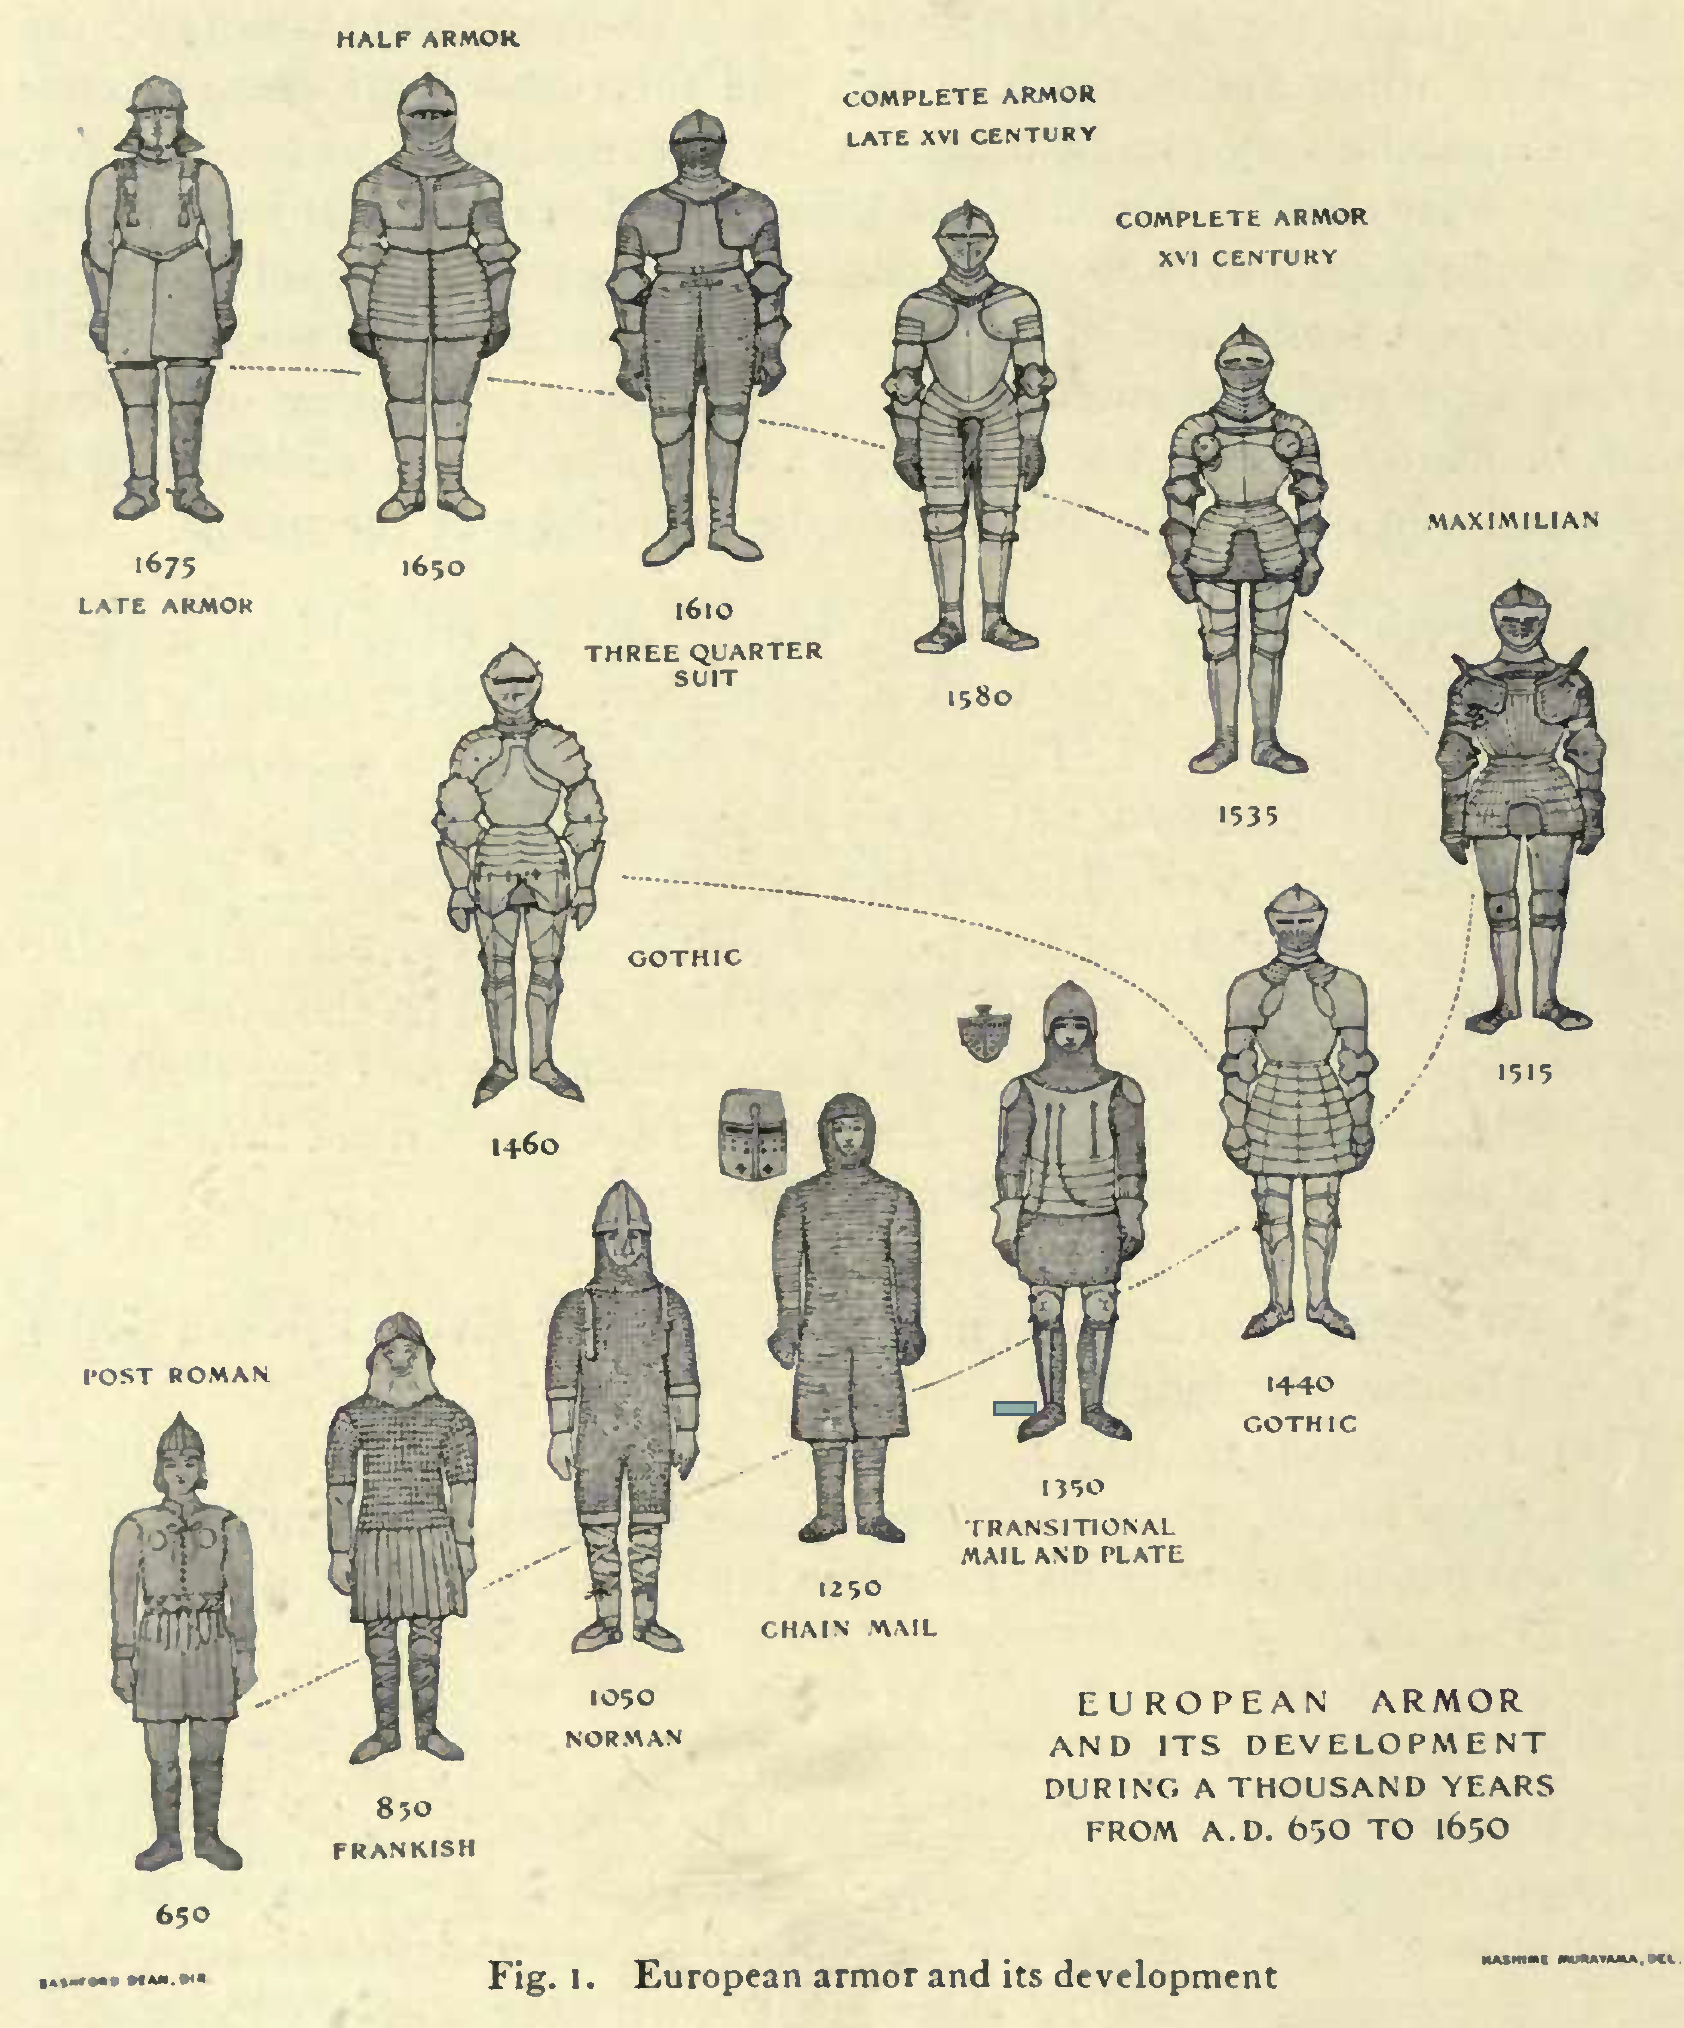 HALF ARMOR
COMPLETE ARMOR
LATE XVI CENTURY
COMPLETE ARMOR
XVI CENTURY
MAXIMILIAN
1675
LATE ARMOR
1650
1610
THREE QUARTER
SUIT
1580
1535
1515
GOTHIC
1460
1440
GOTHIC
1350
TRANSITIONAL
MAIL AND PLATE
1250
CHAIN MAIL
1050
NORMAN
850
FRANKISH
POST ROMAN
650
EUROPEAN ARMOR
AND ITS DEVELOPMENT
DURING A THOUSAND YEARS
FROM A.D. 650 TO 1650
BASHFORD DEAN, DIR.
HASHIME MURAYAMA, DEL.
Fig. 1. European armor and its development